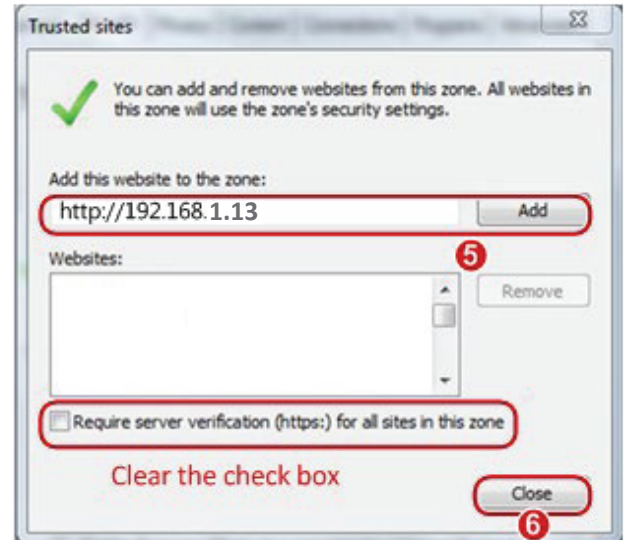 Trusted sites
You can add and remove websites from this zone. All websites in
this zone will use the zone's security settings.
Add this website to the zone:
http://192.168.1.13
Add
5
Websites:
Remove
Require server verification (https:) for all sites in this zone
Clear the check box
Close
6